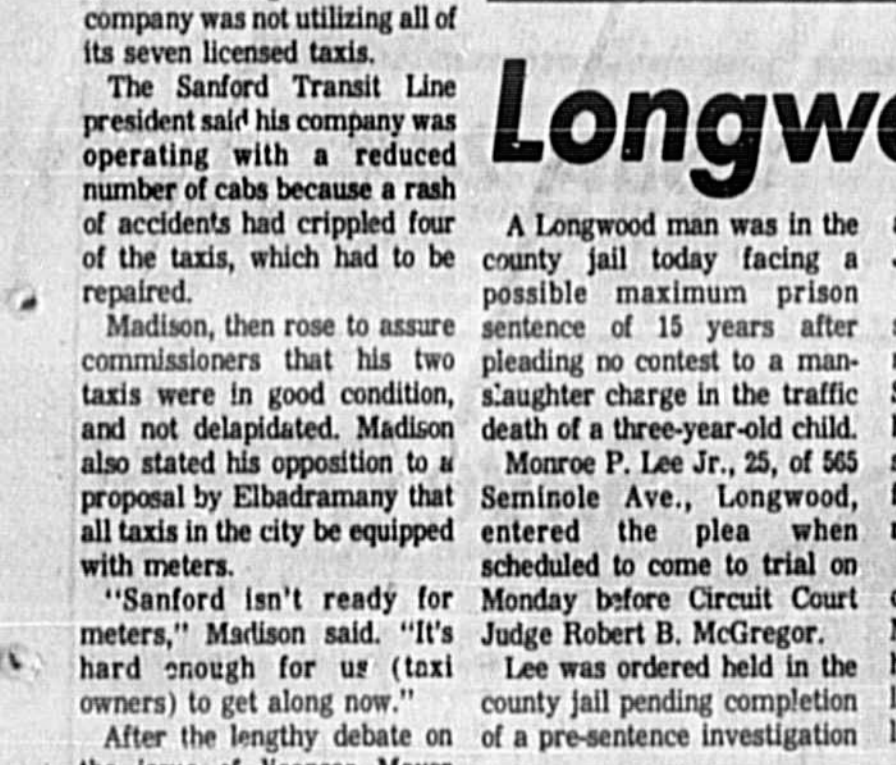 company was not utilizing all of
its seven licensed taxis.
The Sanford Transit Line
president said his company was
operating with a reduced
number of cabs because a rash
of accidents had crippled four
of the taxis, which had to be
repaired.
Madison, then rose to assure
commissioners that his two
taxis were in good condition,
and not delapidated. Madison
also stated his opposition to a
proposal by Elbadramany that
all taxis in the city be equipped
with meters.
"Sanford isn't ready for
meters," Madison said. "It's
hard enough for us (taxi
owners) to get along now."
After the lengthy debate on
Longw
A Longwood man was in the
county jail today facing a
possible maximum prison
sentence of 15 years after
pleading no contest to a man-
slaughter charge in the traffic
death of a three-year-old child.
Monroe P. Lee Jr., 25, of 565
Seminole Ave., Longwood,
entered the plea when
scheduled to come to trial on
Monday before Circuit Court
Judge Robert B. McGregor.
Lee was ordered held in the
county jail pending completion
of a pre-sentence investigation